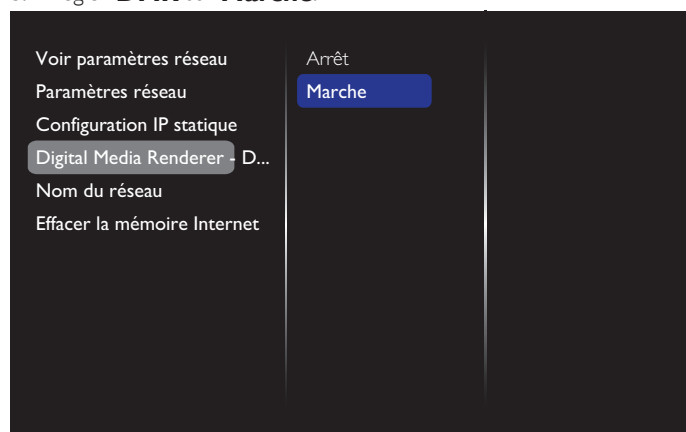 Voir paramètres réseau
Paramètres réseau
Configuration IP statique
Digital Media Renderer - D...
Nom du réseau
Effacer la mémoire Internet
Arrêt
Marche